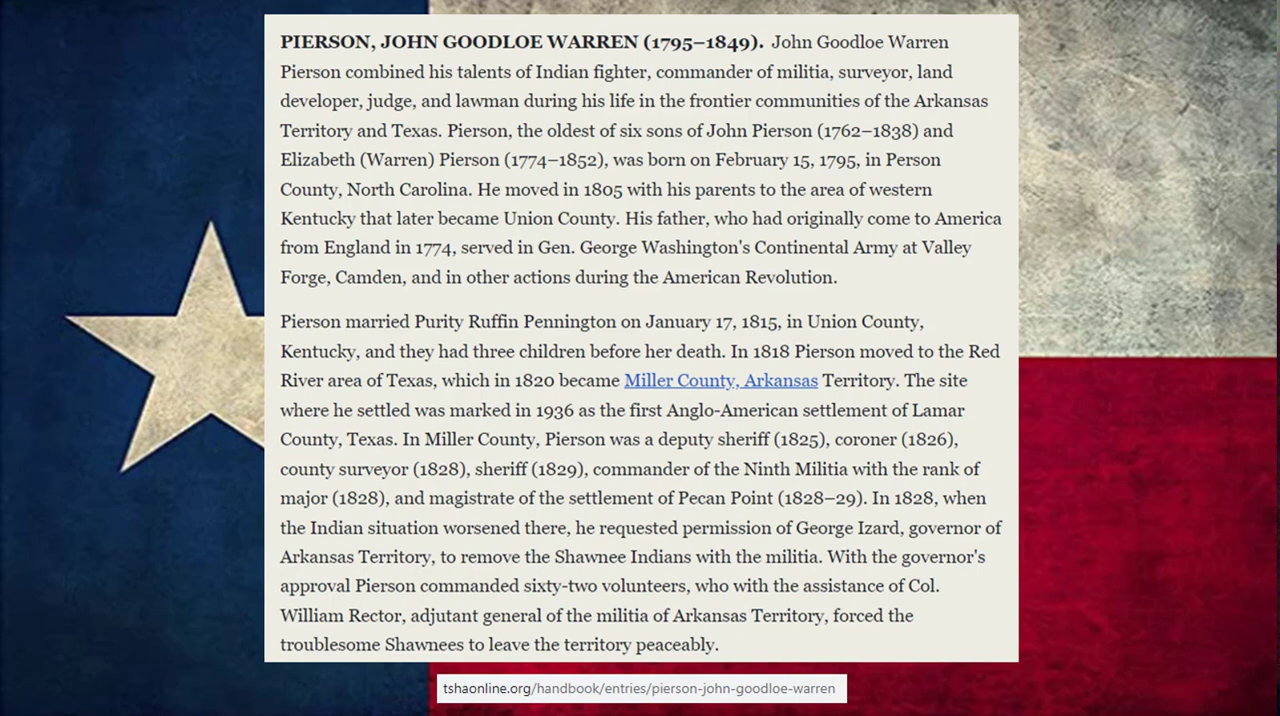 PIERSON, JOHN GOODLOE WARREN (1795–1849). John Goodloe Warren
Pierson combined his talents of Indian fighter, commander of militia, surveyor, land
developer, judge, and lawman during his life in the frontier communities of the Arkansas
Territory and Texas. Pierson, the oldest of six sons of John Pierson (1762–1838) and
Elizabeth (Warren) Pierson (1774–1852), was born on February 15, 1795, in Person
County, North Carolina. He moved in 1805 with his parents to the area of western
Kentucky that later became Union County. His father, who had originally come to America
from England in 1774, served in Gen. George Washington's Continental Army at Valley
Forge, Camden, and in other actions during the American Revolution.
Pierson married Purity Ruffin Pennington on January 17, 1815, in Union County,
Kentucky, and they had three children before her death. In 1818 Pierson moved to the Red
River area of Texas, which in 1820 became Miller County, Arkansas Territory. The site
where he settled was marked in 1936 as the first Anglo-American settlement of Lamar
County, Texas. In Miller County, Pierson was a deputy sheriff (1825), coroner (1826),
county surveyor (1828), sheriff (1829), commander of the Ninth Militia with the rank of
major (1828), and magistrate of the settlement of Pecan Point (1828–29). In 1828, when
the Indian situation worsened there, he requested permission of George Izard, governor of
Arkansas Territory, to remove the Shawnee Indians with the militia. With the governor's
approval Pierson commanded sixty-two volunteers, who with the assistance of Col.
William Rector, adjutant general of the militia of Arkansas Territory, forced the
troublesome Shawnees to leave the territory peaceably.
tshaonline.org/handbook/entries/pierson-john-goodloe-warren